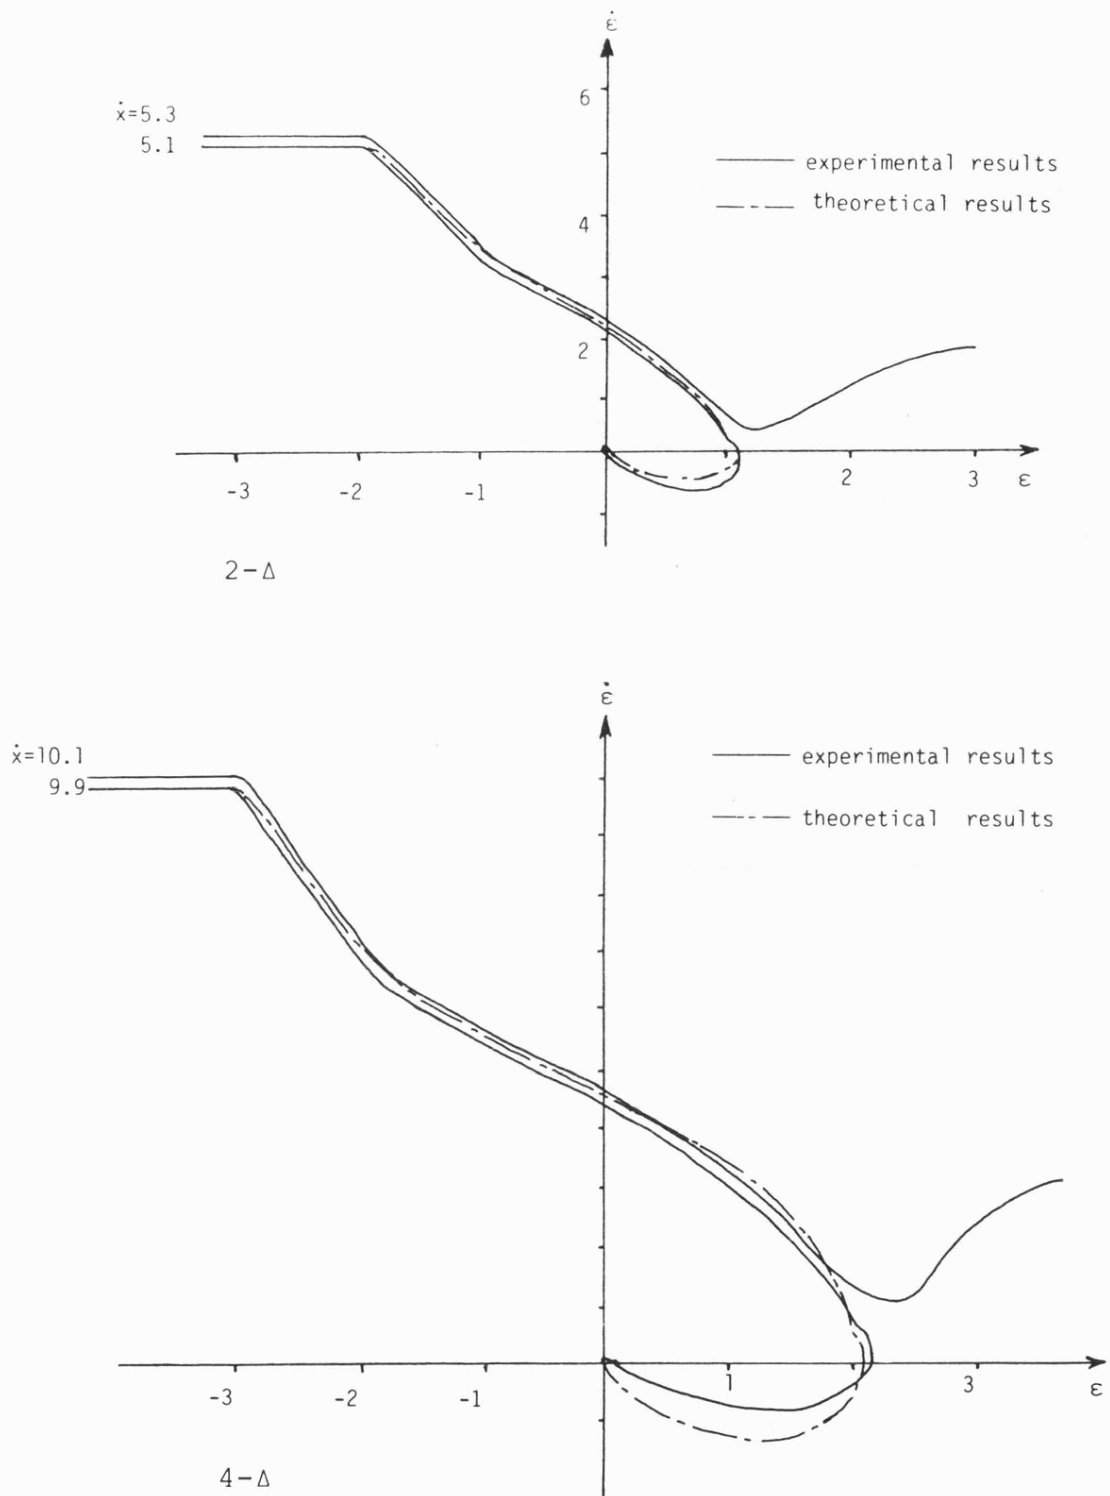 ε̇
6
ẋ=5.3
5.1
experimental results
theoretical results
4
2
-3 -2 -1 2 3 ε
2-Δ
ε̇
ẋ=10.1
9.9
experimental results
theoretical results
-3 -2 -1 1 3 ε
4-Δ